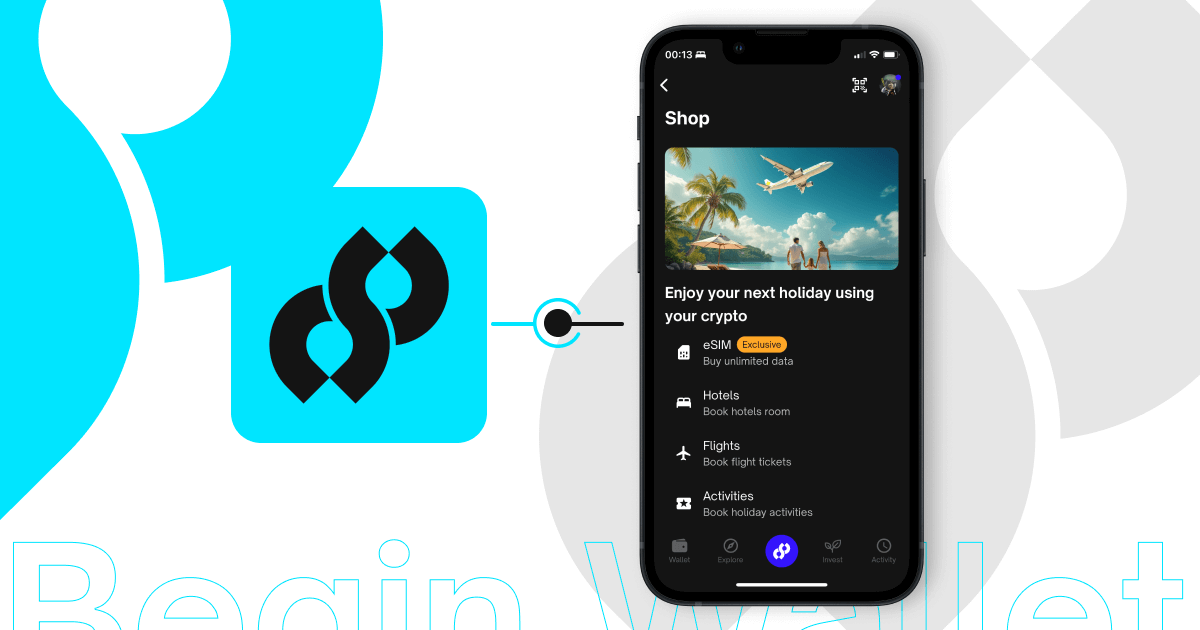 00:13
Shop
Enjoy your next holiday using
your crypto
eSIM Exclusive
Buy unlimited data
Hotels
Book hotels room
Flights
Book flight tickets
Activities
Book holiday activities
Wallet Explore Invest Activity
Begin Wallet